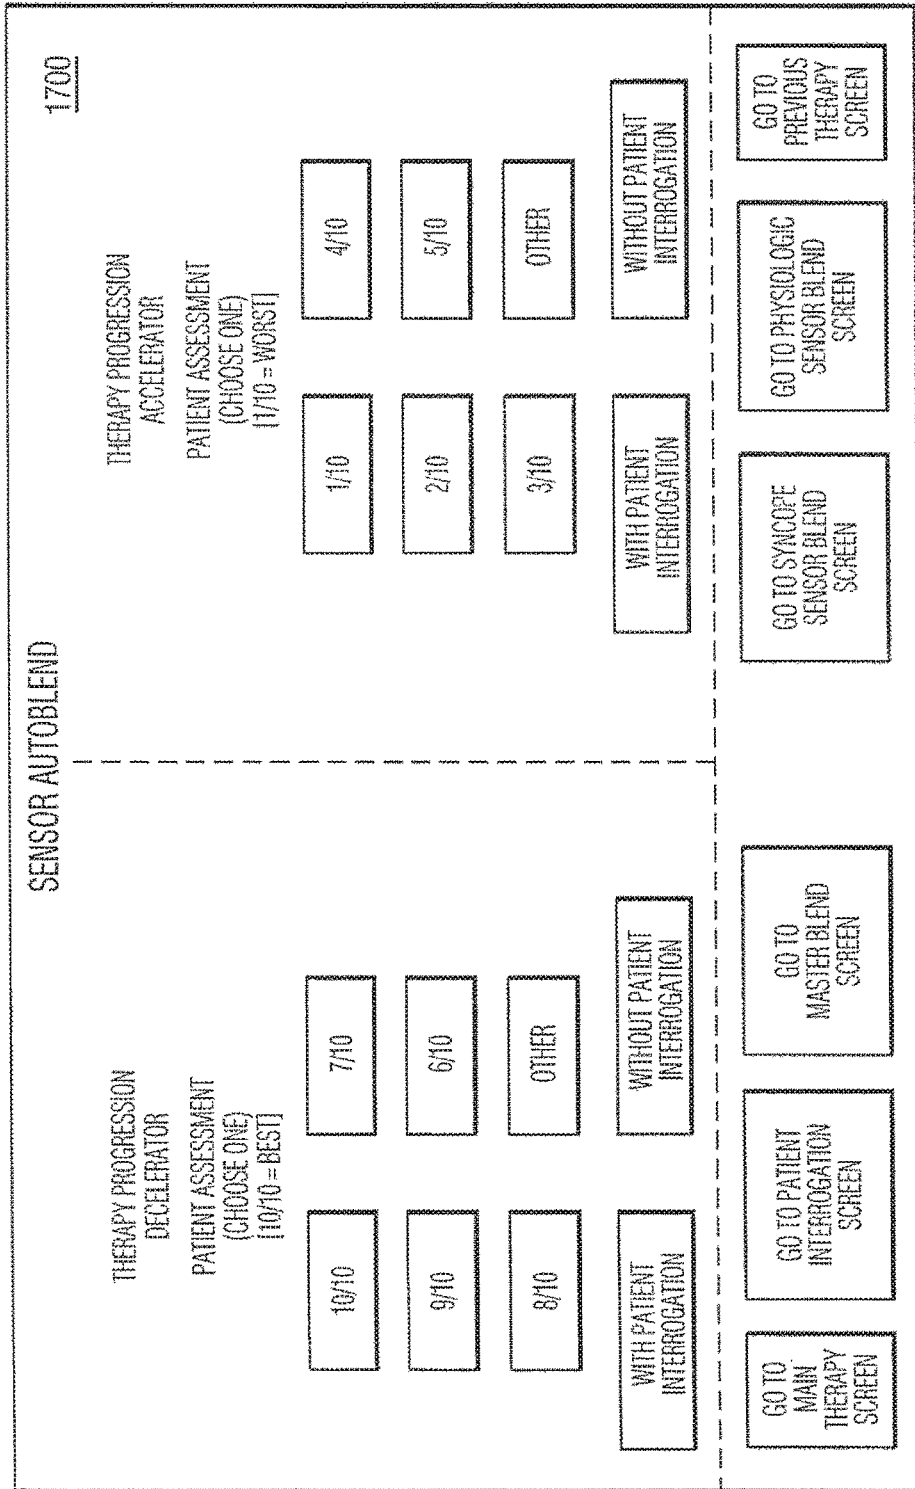 SENSOR AUTOBLEND
1700
THERAPY PROGRESSION
DECELERATOR
PATIENT ASSESSMENT
(CHOOSE ONE)
[10/10 = BEST]
10/10
7/10
9/10
6/10
8/10
OTHER
WITH PATIENT
INTERROGATION
WITHOUT PATIENT
INTERROGATION
THERAPY PROGRESSION
ACCELERATOR
PATIENT ASSESSMENT
(CHOOSE ONE)
[1/10 = WORST]
1/10
4/10
2/10
5/10
3/10
OTHER
WITH PATIENT
INTERROGATION
WITHOUT PATIENT
INTERROGATION
GO TO
MAIN
THERAPY
SCREEN
GO TO PATIENT
INTERROGATION
SCREEN
GO TO
MASTER BLEND
SCREEN
GO TO SYNCOPE
SENSOR BLEND
SCREEN
GO TO PHYSIOLOGIC
SENSOR BLEND
SCREEN
GO TO
PREVIOUS
THERAPY
SCREEN